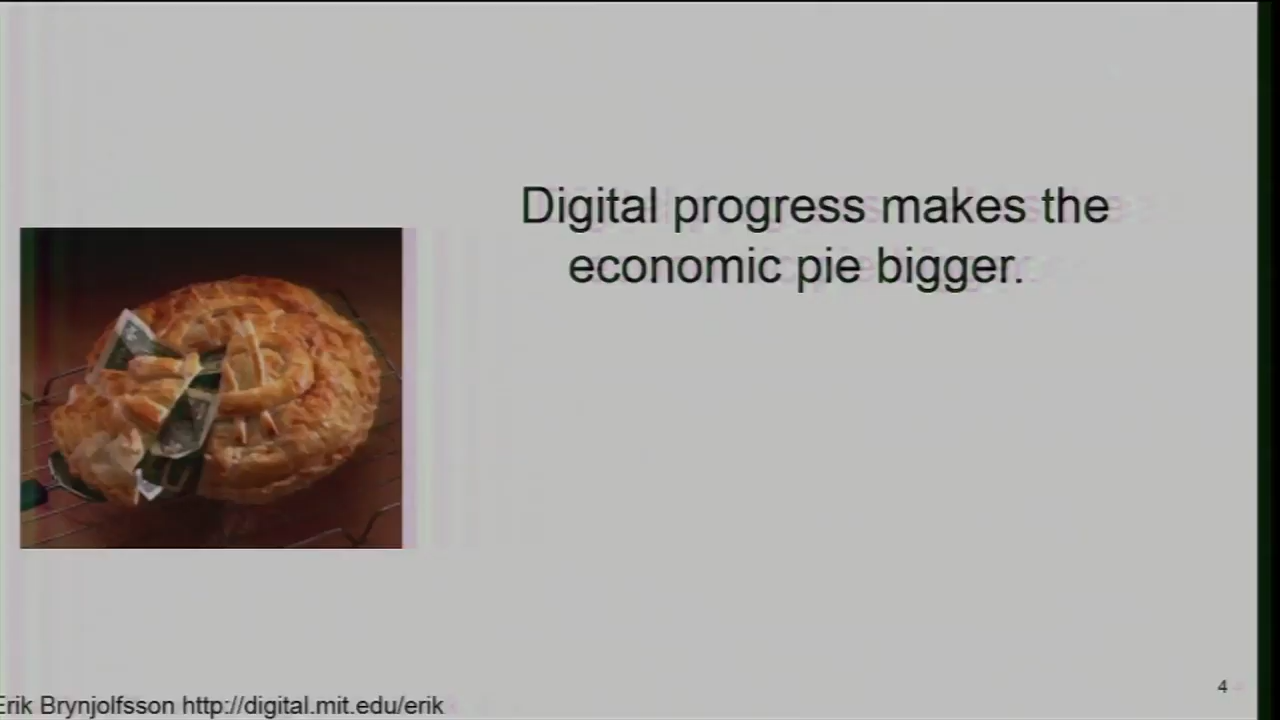 Digital progress makes the
economic pie bigger.
4
Erik Brynjolfsson http://digital.mit.edu/erik